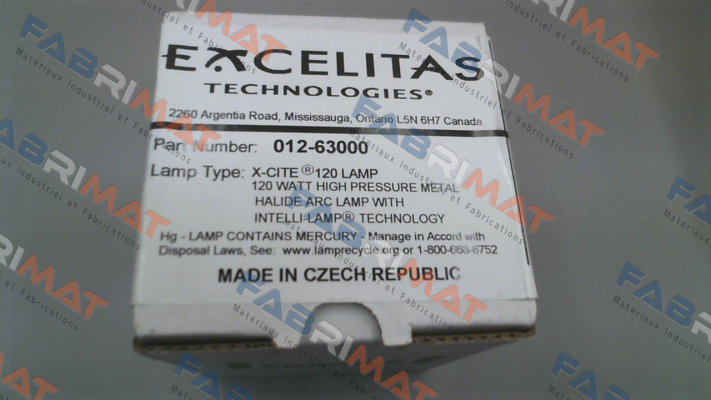 EXCELITAS
TECHNOLOGIES®
2260 Argentia Road, Mississauga, Ontario L5N 6H7 Canada
Part Number: 012-63000
Lamp Type: X-CITE®120 LAMP
120 WATT HIGH PRESSURE METAL
HALIDE ARC LAMP WITH
INTELLI-LAMP® TECHNOLOGY
Hg - LAMP CONTAINS MERCURY - Manage in Accord with
Disposal Laws, See: www.lamprecycle.org or 1-800-668-8752
MADE IN CZECH REPUBLIC
FABRIMAT
Materiaux Industriel et Fabrications